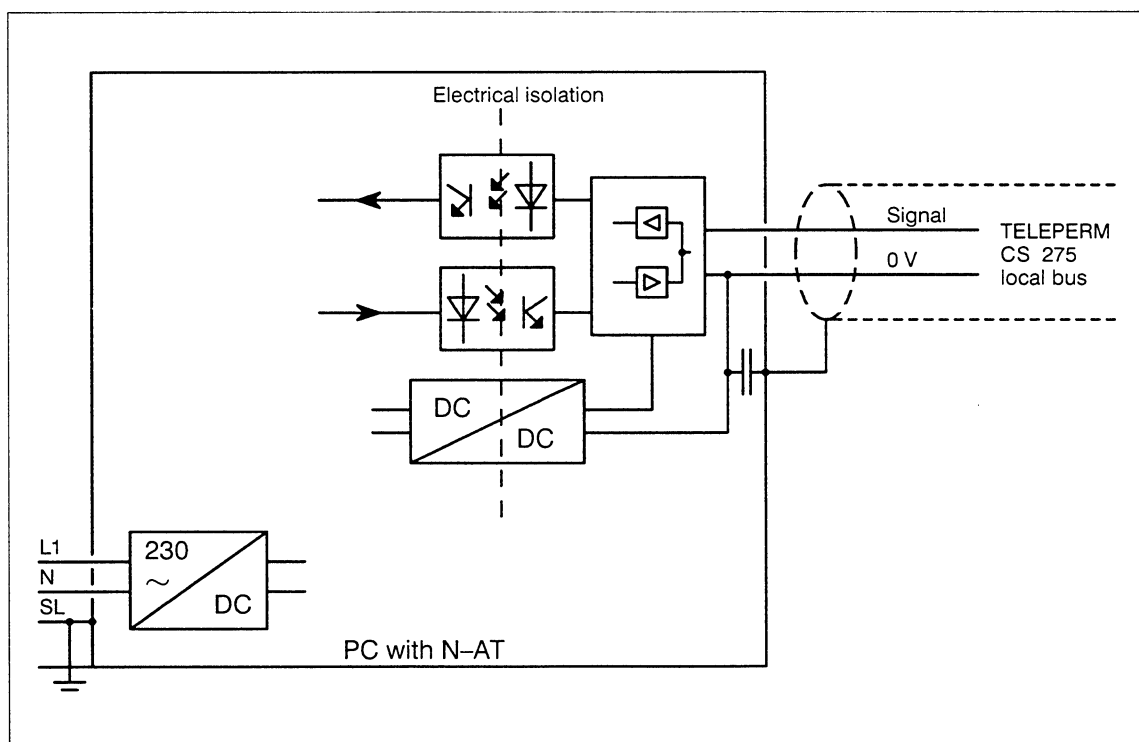 Electrical isolation
Signal
0 V
TELEPERM
CS 275
local bus
DC
DC
L1
N
SL
230
~
DC
PC with N–AT